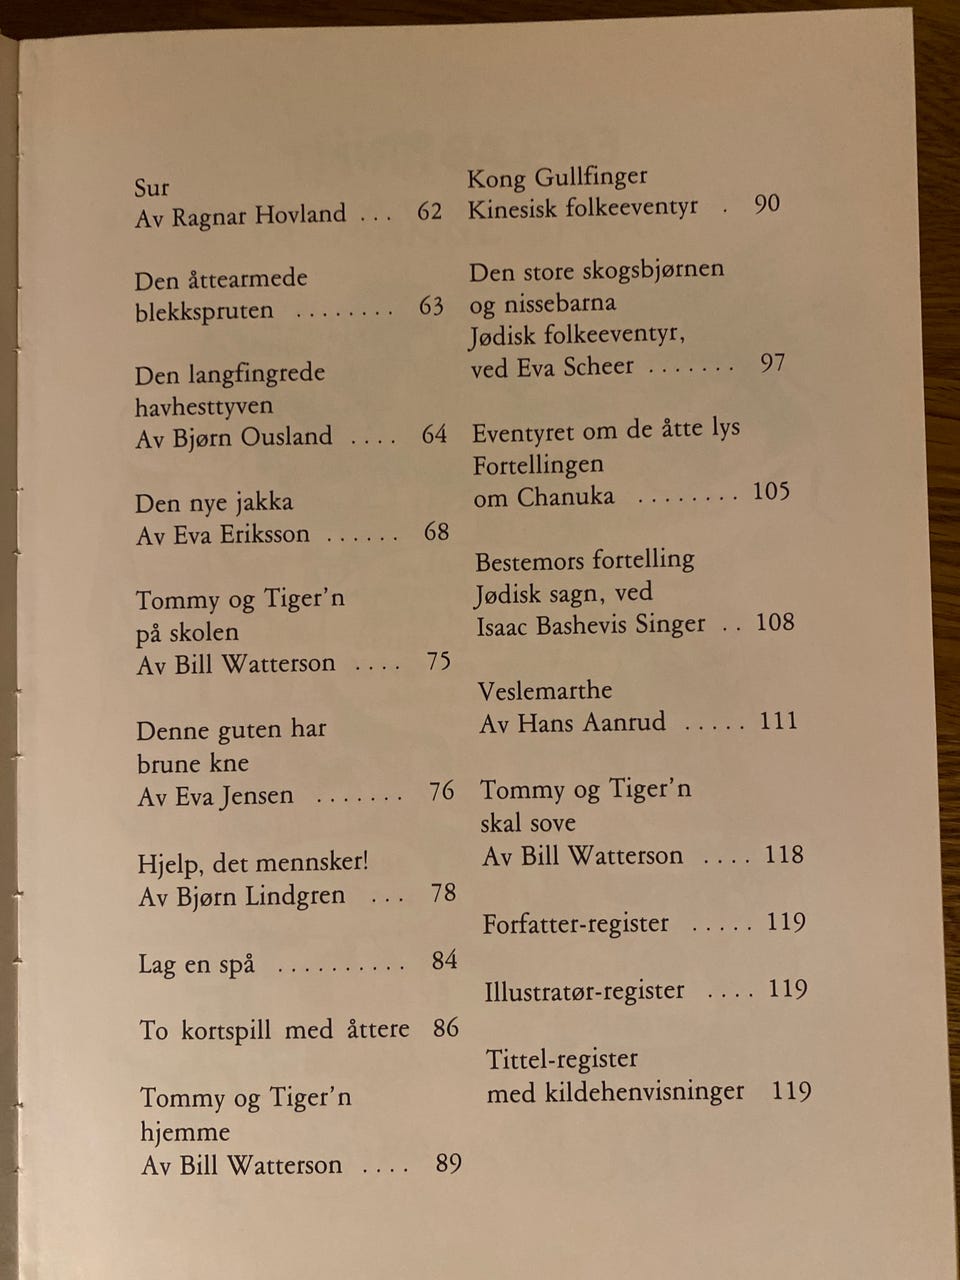 Sur
Av Ragnar Hovland ... 62
Den åttearmede
blekkspruten ........ 63
Den langfingrede
havhesttyven
Av Bjørn Ousland .... 64
Den nye jakka
Av Eva Eriksson ...... 68
Tommy og Tiger'n
på skolen
Av Bill Watterson .... 75
Denne guten har
brune kne
Av Eva Jensen ....... 76
Hjelp, det mennsker!
Av Bjørn Lindgren ... 78
Lag en spå .......... 84
To kortspill med åttere 86
Tommy og Tiger'n
hjemme
Av Bill Watterson .... 89
Kong Gullfinger
Kinesisk folkeeventyr . 90
Den store skogsbjørnen
og nissebarna
Jødisk folkeeventyr,
ved Eva Scheer ....... 97
Eventyret om de åtte lys
Fortellingen
om Chanuka ........ 105
Bestemors fortelling
Jødisk sagn, ved
Isaac Bashevis Singer .. 108
Veslemarthe
Av Hans Aanrud ..... 111
Tommy og Tiger'n
skal sove
Av Bill Watterson .... 118
Forfatter-register ..... 119
Illustratør-register .... 119
Tittel-register
med kildehenvisninger 119